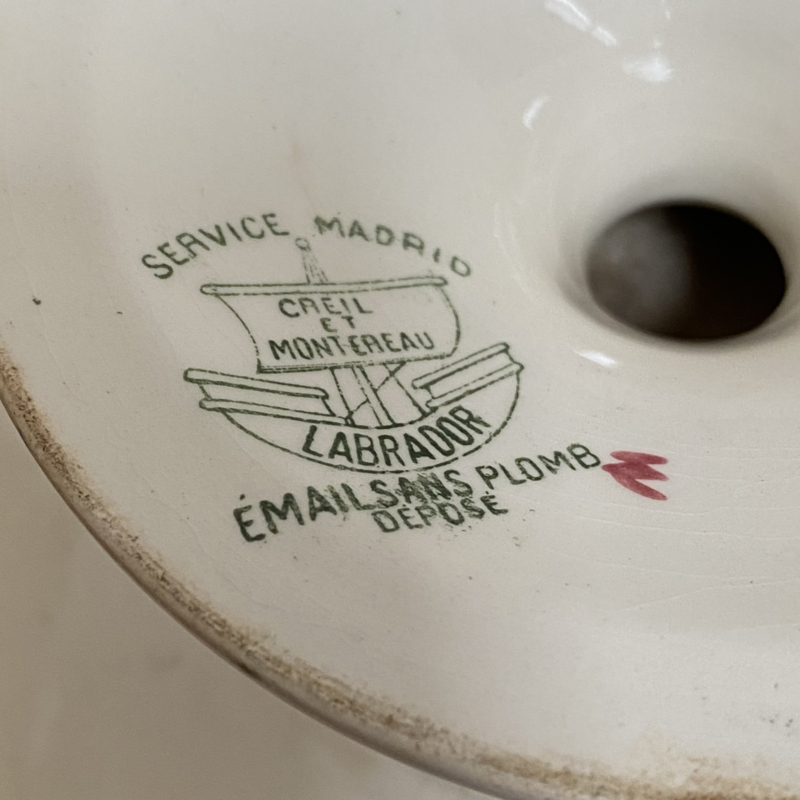 SERVICE MADRID
CREIL
ET
MONTEREAU
LABRADOR
ÉMAIL SANS PLOMB
DÉPOSÉ